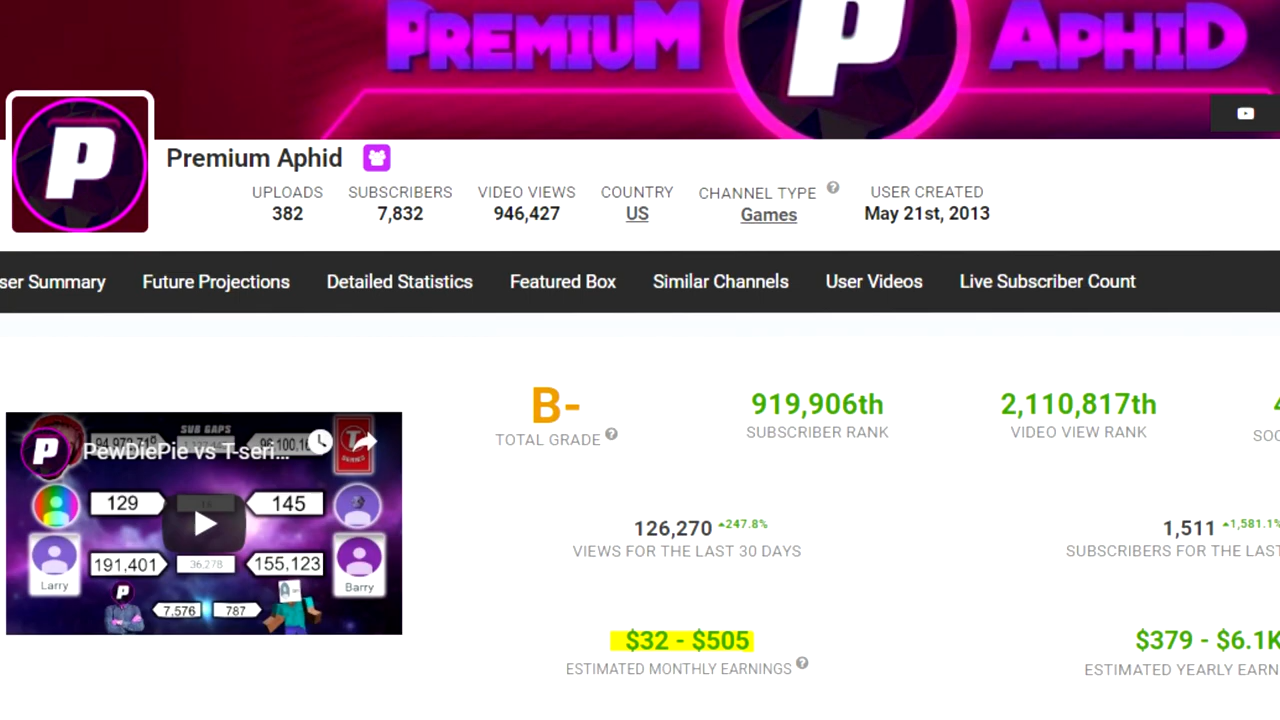 PREMIUM P APHID
P
Premium Aphid
UPLOADS SUBSCRIBERS VIDEO VIEWS COUNTRY CHANNEL TYPE ? USER CREATED
382 7,832 946,427 US Games May 21st, 2013
ser Summary Future Projections Detailed Statistics Featured Box Similar Channels User Videos Live Subscriber Count
B- 919,906th 2,110,817th
TOTAL GRADE ? SUBSCRIBER RANK VIDEO VIEW RANK SOC
SUB GAPS
P PewDiePie vs T-seri...
129 145
191,401 36,278 155,123
Larry Barry
P 7,576 787
126,270 247.8% 1,511 1,581.1%
VIEWS FOR THE LAST 30 DAYS SUBSCRIBERS FOR THE LAST
$32 - $505 $379 - $6.1K
ESTIMATED MONTHLY EARNINGS ? ESTIMATED YEARLY EARN